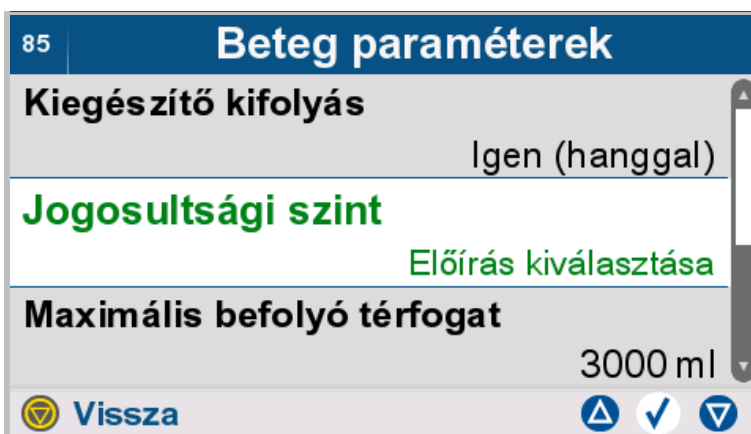 85
Beteg paraméterek
Kiegészítő kifolyás
Igen (hanggal)
Jogosultsági szint
Előírás kiválasztása
Maximális befolyó térfogat
3000 ml
Vissza